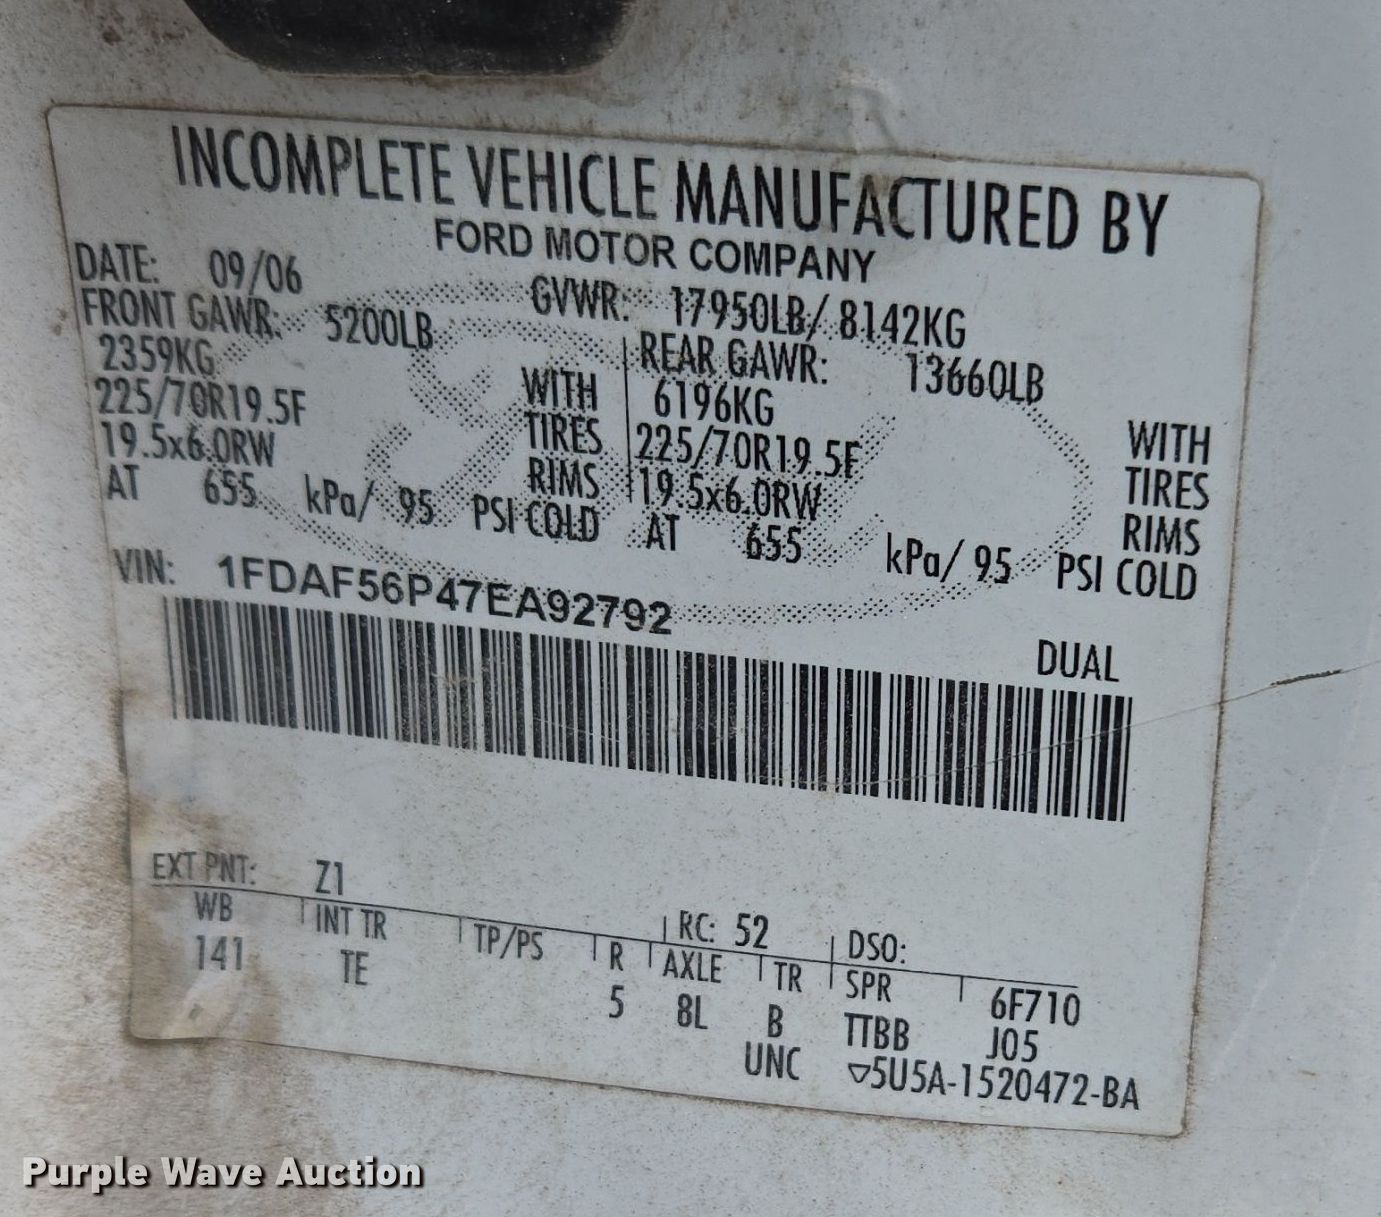 INCOMPLETE VEHICLE MANUFACTURED BY
FORD MOTOR COMPANY
DATE: 09/06 GVWR: 17950LB/ 8142KG
FRONT GAWR: 5200LB REAR GAWR: 13660LB
2359KG WITH 6196KG WITH
225/70R19.5F TIRES 225/70R19.5F TIRES
19.5x6.0RW RIMS 19.5x6.0RW RIMS
AT 655 kPa/ 95 PSI COLD AT 655 kPa/ 95 PSI COLD
VIN: 1FDAF56P47EA92792
DUAL
EXT PNT: Z1 RC: 52 DSO:
WB INT TR TP/PS R AXLE TR SPR 6F710
141 TE 5 8L B TTBB J05
UNC ▽5U5A-1520472-BA
Purple Wave Auction